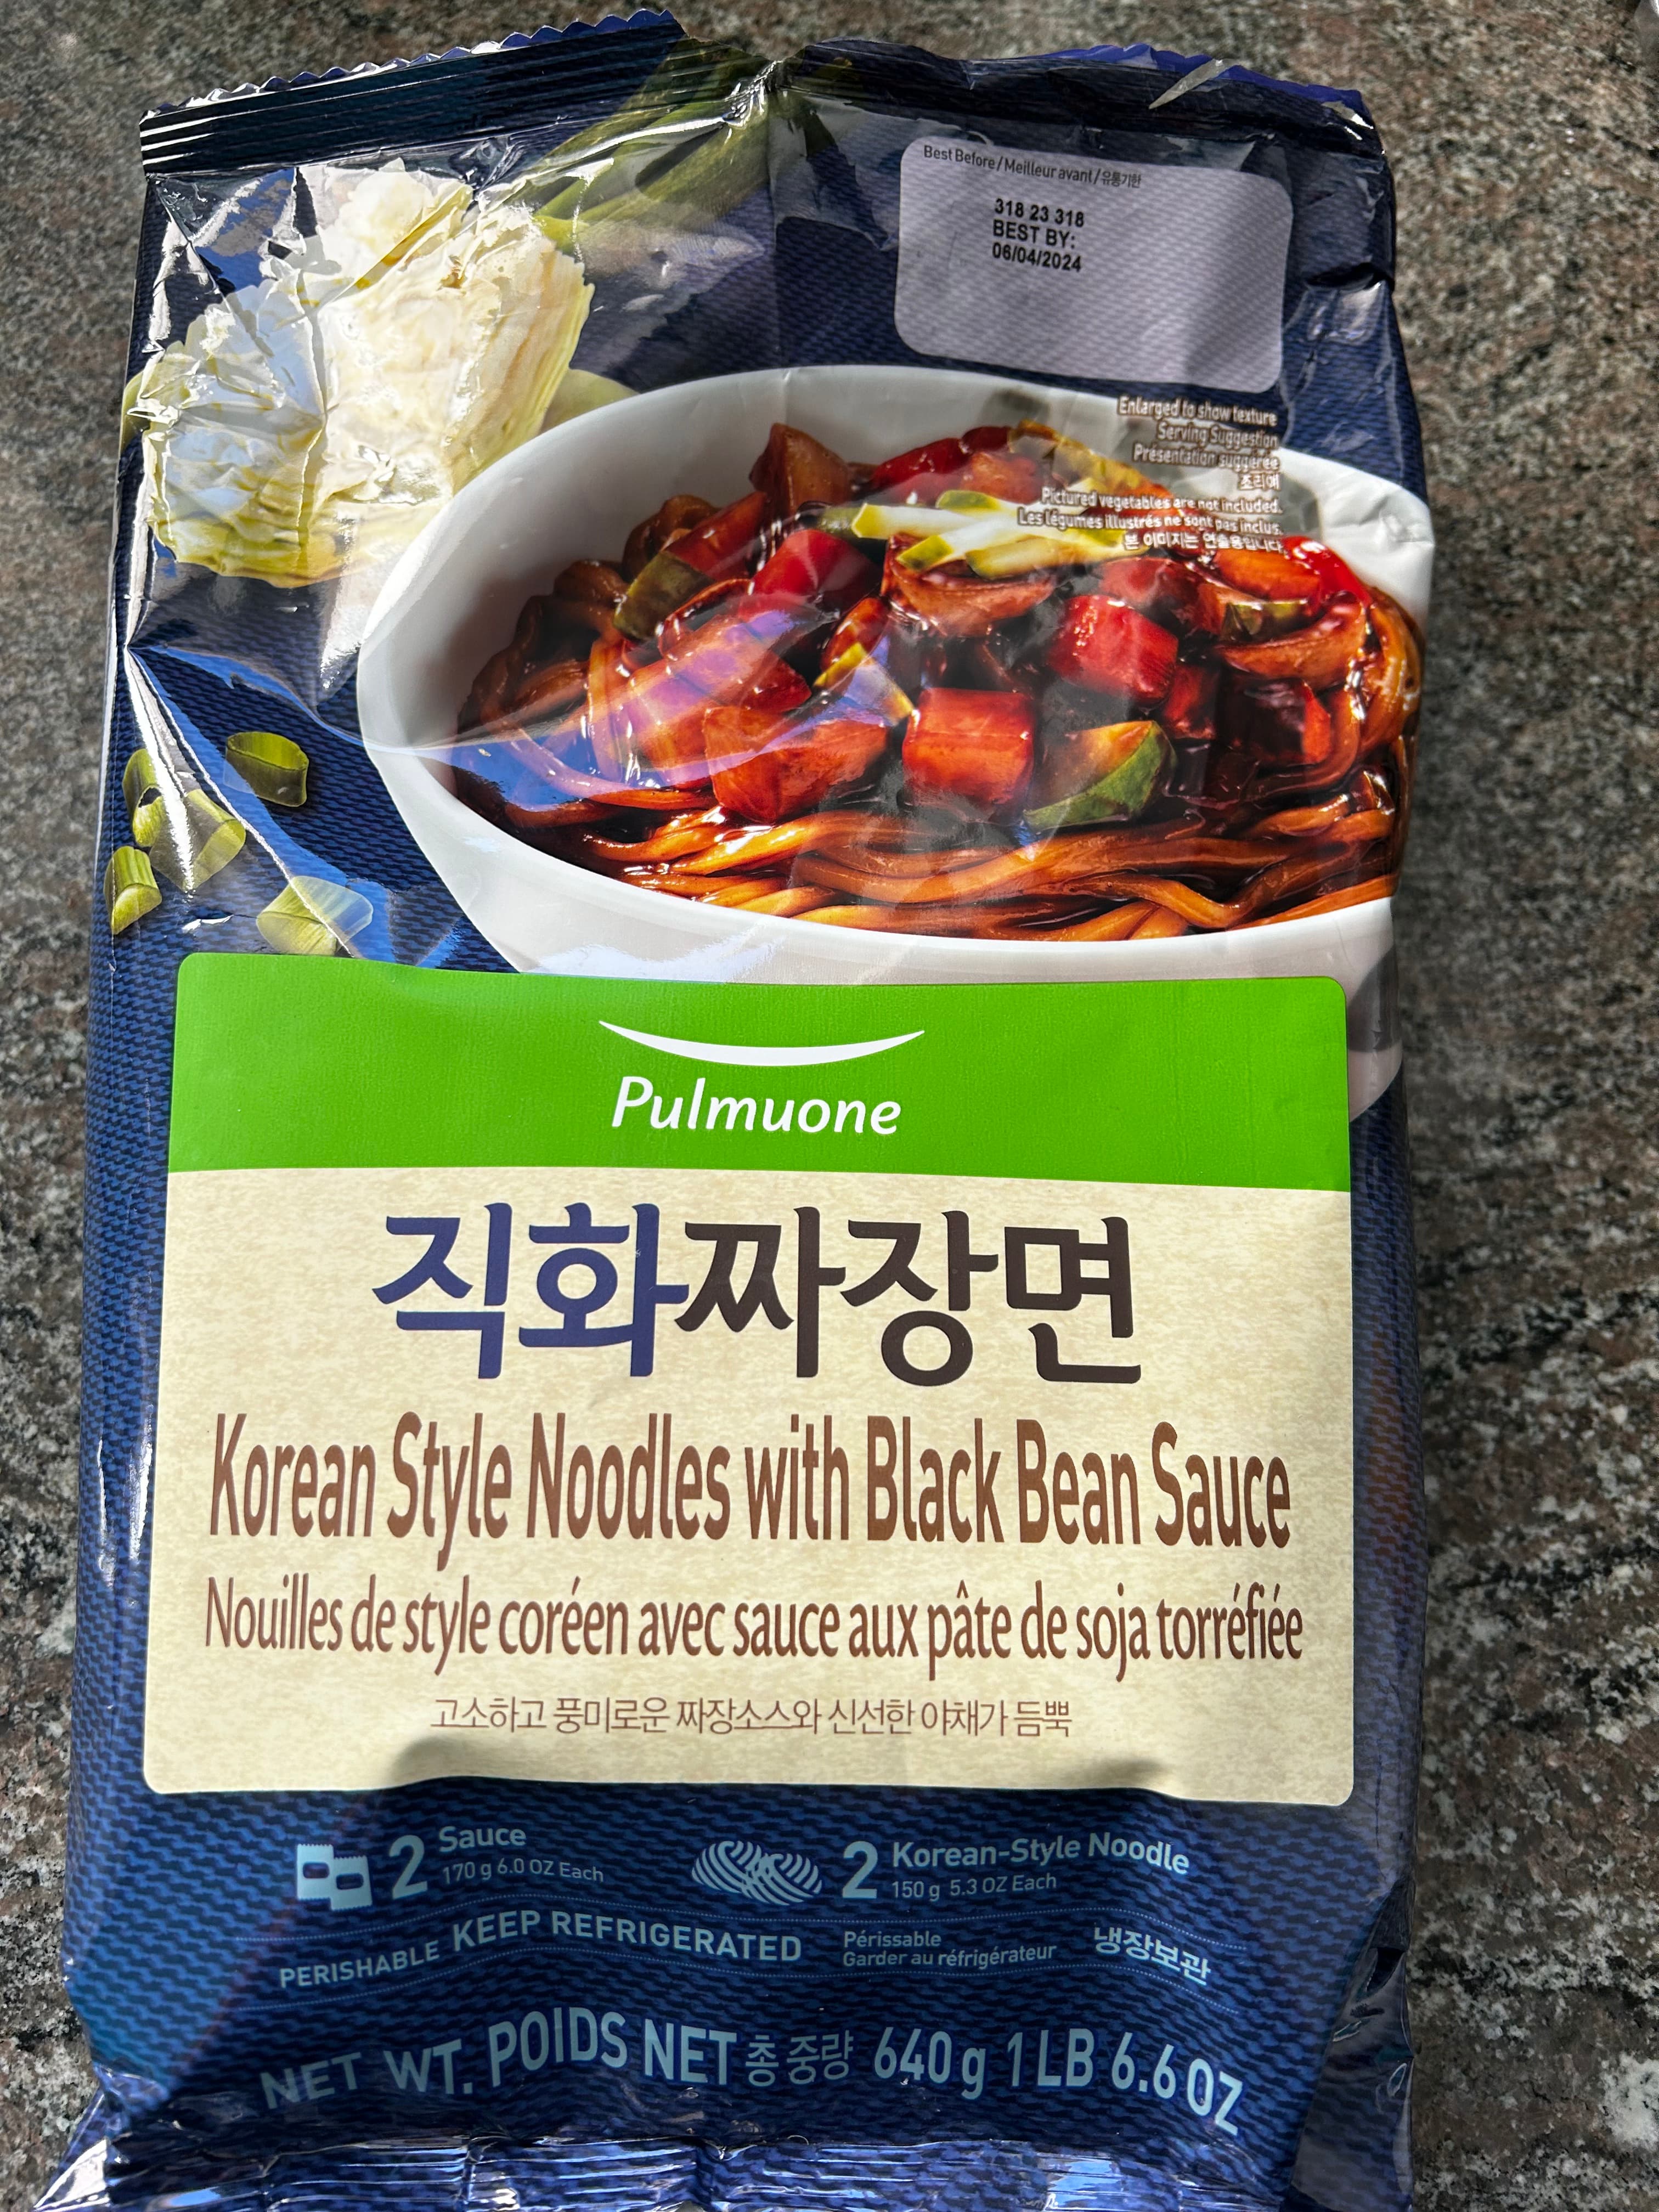 Best Before/Meilleur avant/유통기한
318 23 318
BEST BY:
06/04/2024
Enlarged to show texture
Serving Suggestion
Présentation suggérée
조리예
Pictured vegetables are not included.
Les légumes illustrés ne sont pas inclus.
본 이미지는 연출용입니다.
Pulmuone
직화짜장면
Korean Style Noodles with Black Bean Sauce
Nouilles de style coréen avec sauce aux pâte de soja torréfiée
고소하고 풍미로운 짜장소스와 신선한 야채가 듬뿍
2 Sauce
170 g 6.0 OZ Each
2 Korean-Style Noodle
150 g 5.3 OZ Each
PERISHABLE KEEP REFRIGERATED
Périssable
Garder au réfrigérateur
냉장보관
NET WT. POIDS NET 총 중량 640 g 1 LB 6.6 OZ